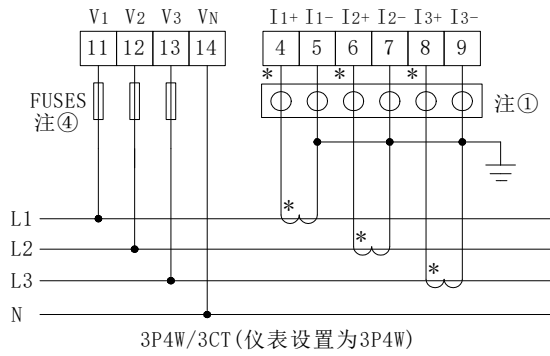 V1 V2 V3 VN I1+ I1- I2+ I2- I3+ I3-
11 12 13 14 4 5 6 7 8 9
* * *
FUSES
注④
注①
*
L1
*
L2
*
L3
N
3P4W/3CT(仪表设置为3P4W)